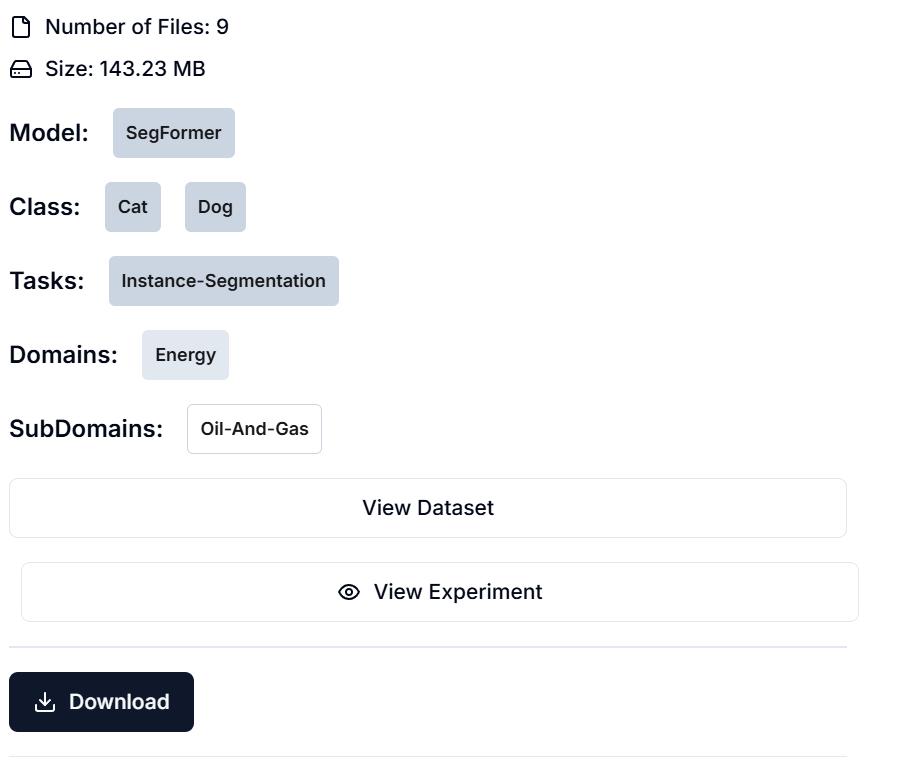 Number of Files: 9
Size: 143.23 MB
Model: SegFormer
Class: Cat Dog
Tasks: Instance-Segmentation
Domains: Energy
SubDomains: Oil-And-Gas
View Dataset
View Experiment
Download